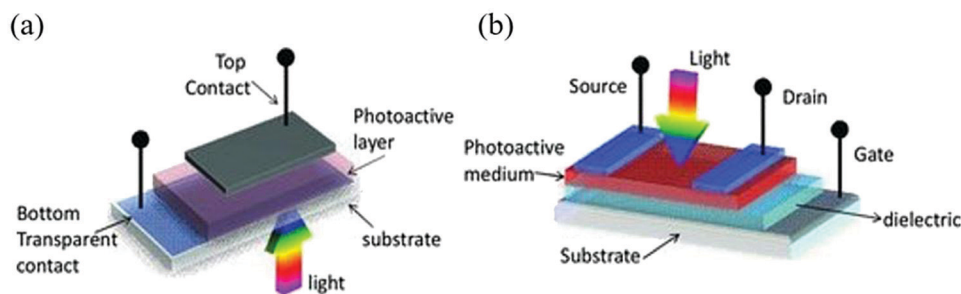 (a)
Top
Contact
Photoactive
layer
Bottom
Transparent
contact
substrate
light
(b)
Light
Source
Drain
Photoactive
medium
Gate
dielectric
Substrate